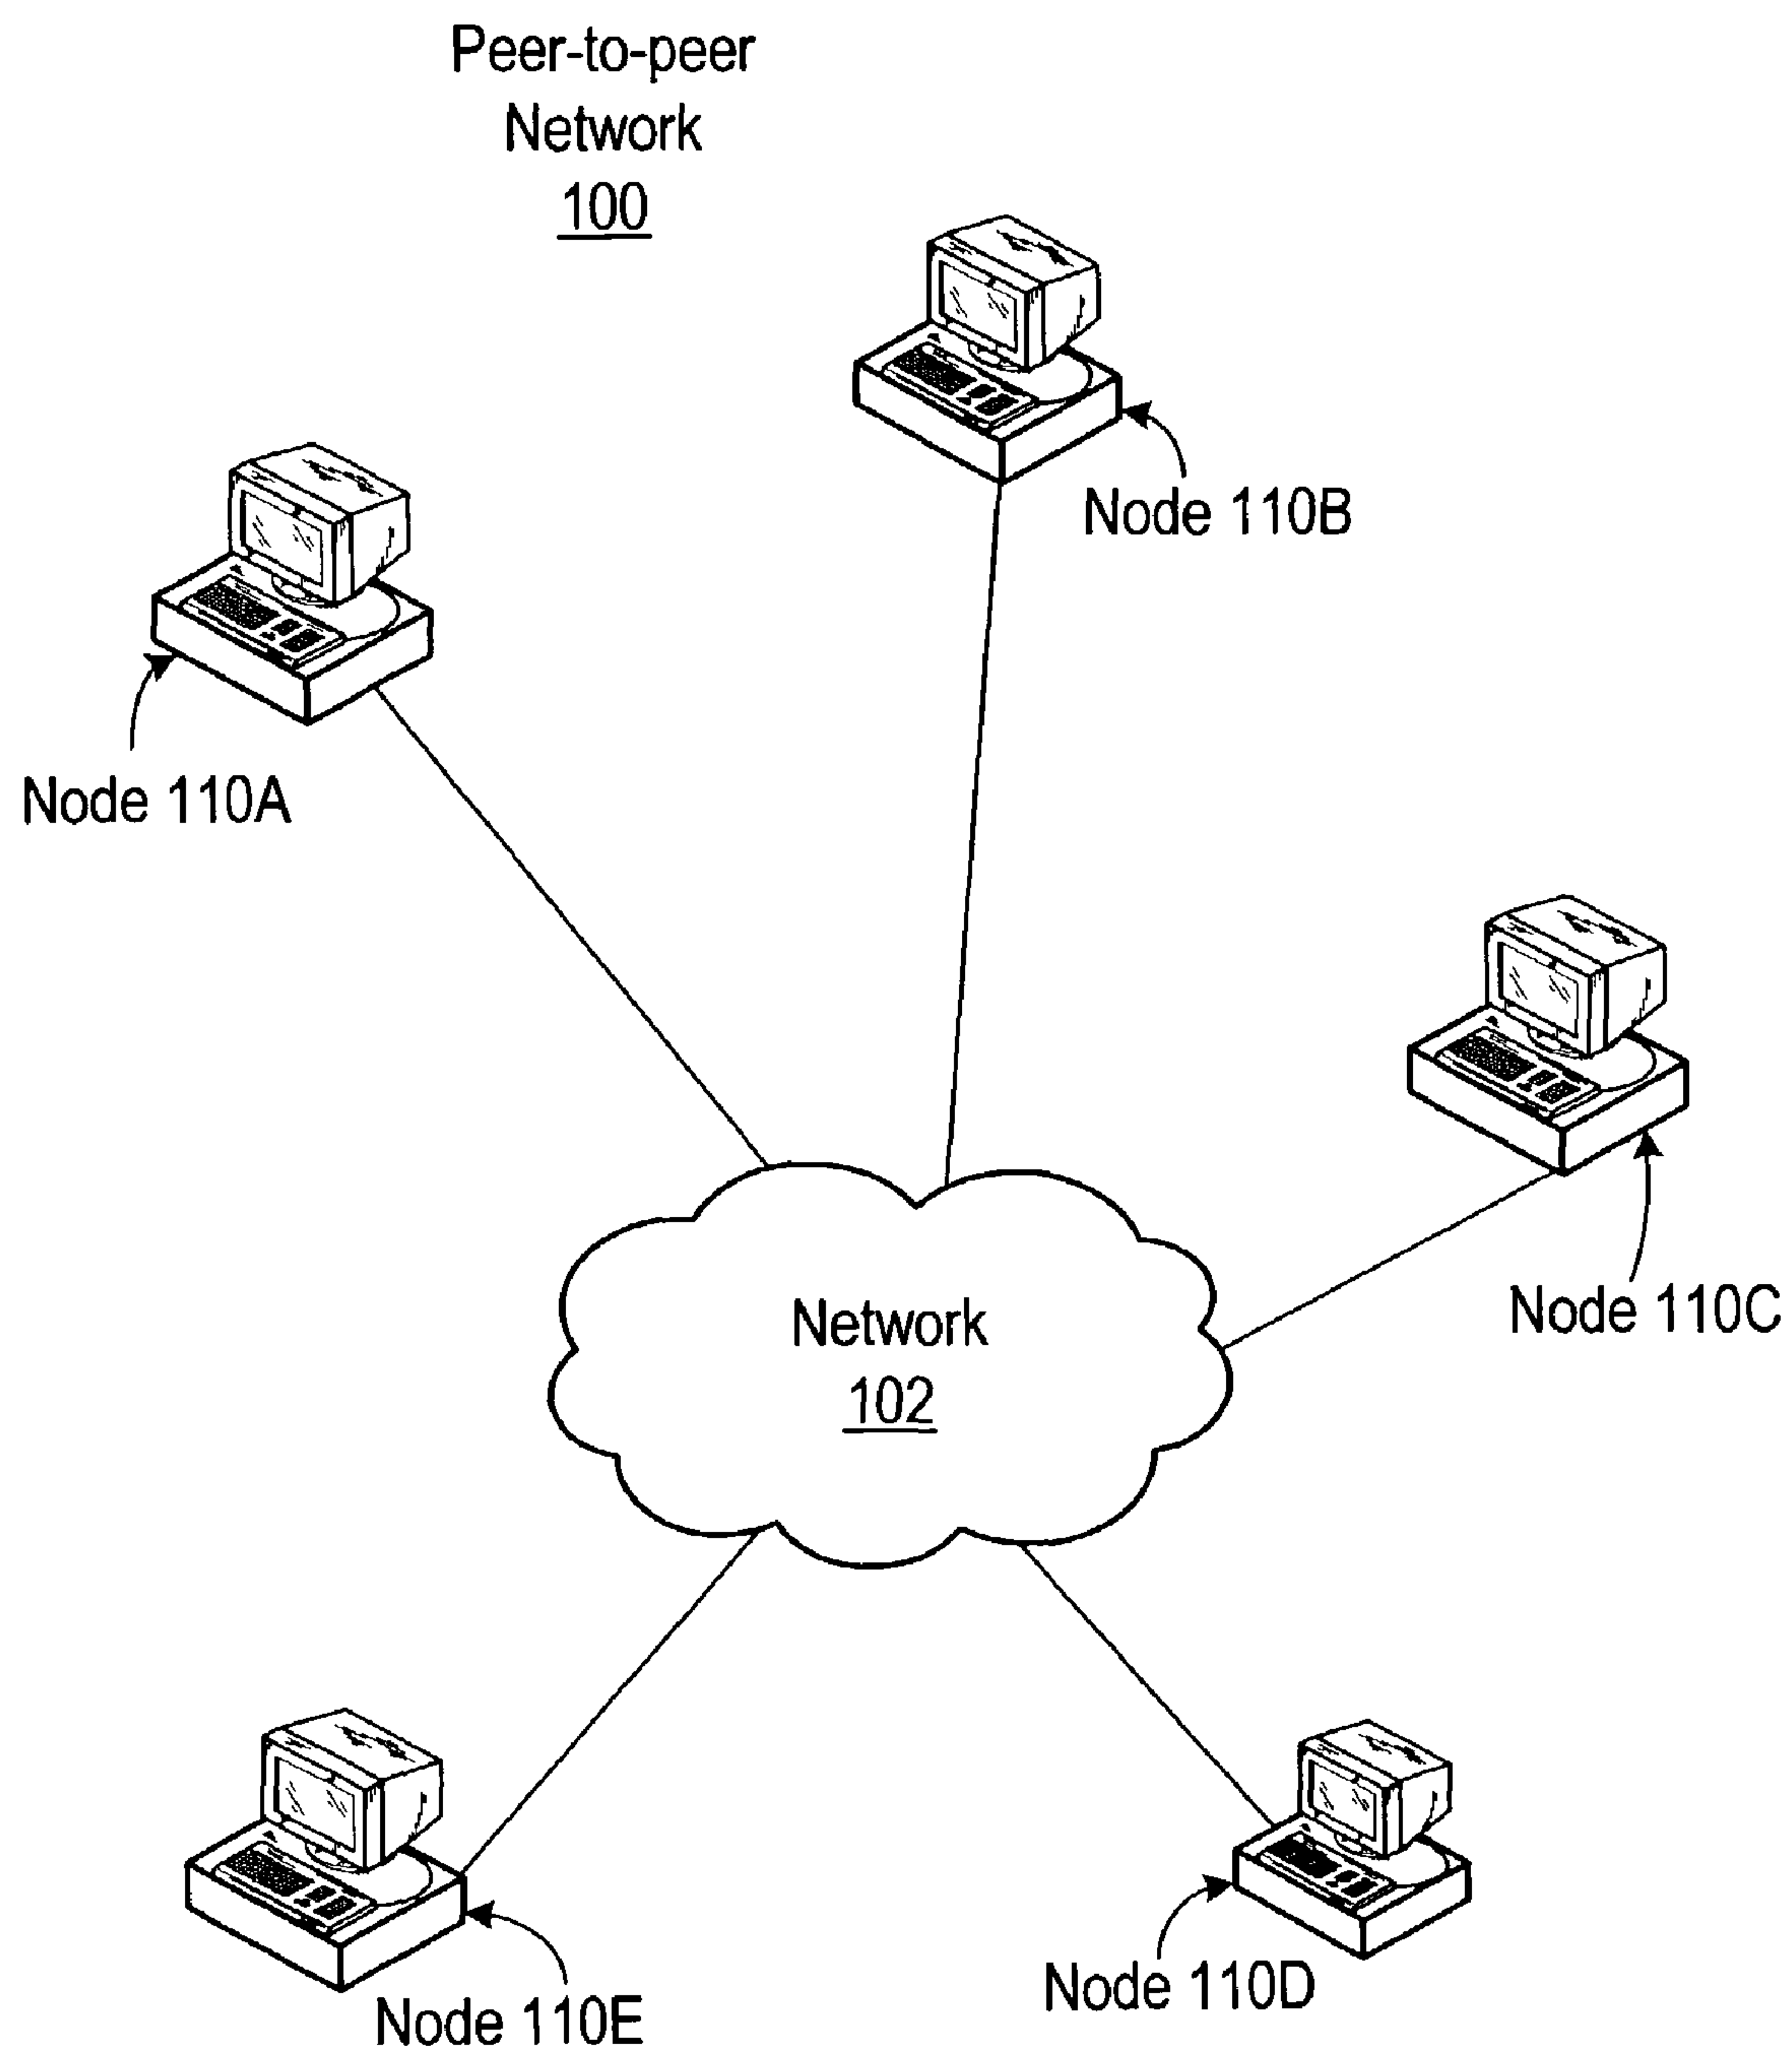 Peer-to-peer
Network
100
Node 110B
Node 110A
Node 110C
Network
102
Node 110D
Node 110E